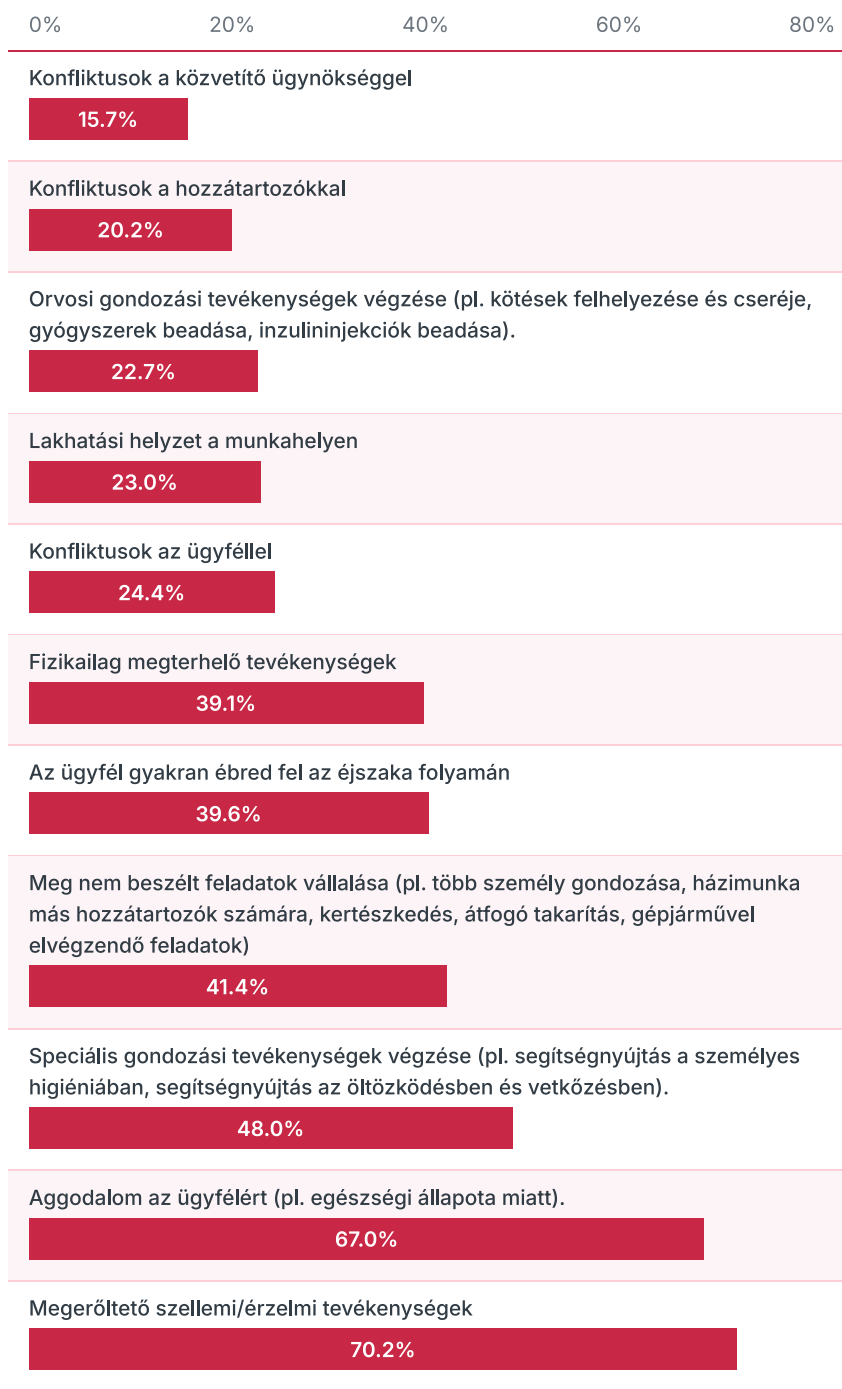 0% 20% 40% 60% 80%
Konfliktusok a közvetítő ügynökséggel
15.7%
Konfliktusok a hozzátartozókkal
20.2%
Orvosi gondozási tevékenységek végzése (pl. kötések felhelyezése és cseréje,
gyógyszerek beadása, inzulininjekciók beadása).
22.7%
Lakhatási helyzet a munkahelyen
23.0%
Konfliktusok az ügyféllel
24.4%
Fizikailag megterhelő tevékenységek
39.1%
Az ügyfél gyakran ébred fel az éjszaka folyamán
39.6%
Meg nem beszélt feladatok vállalása (pl. több személy gondozása, házimunka
más hozzátartozók számára, kertészkedés, átfogó takarítás, gépjárművel
elvégzendő feladatok)
41.4%
Speciális gondozási tevékenységek végzése (pl. segítségnyújtás a személyes
higiéniában, segítségnyújtás az öltözködésben és vetkőzésben).
48.0%
Aggodalom az ügyfélért (pl. egészségi állapota miatt).
67.0%
Megerőltető szellemi/érzelmi tevékenységek
70.2%